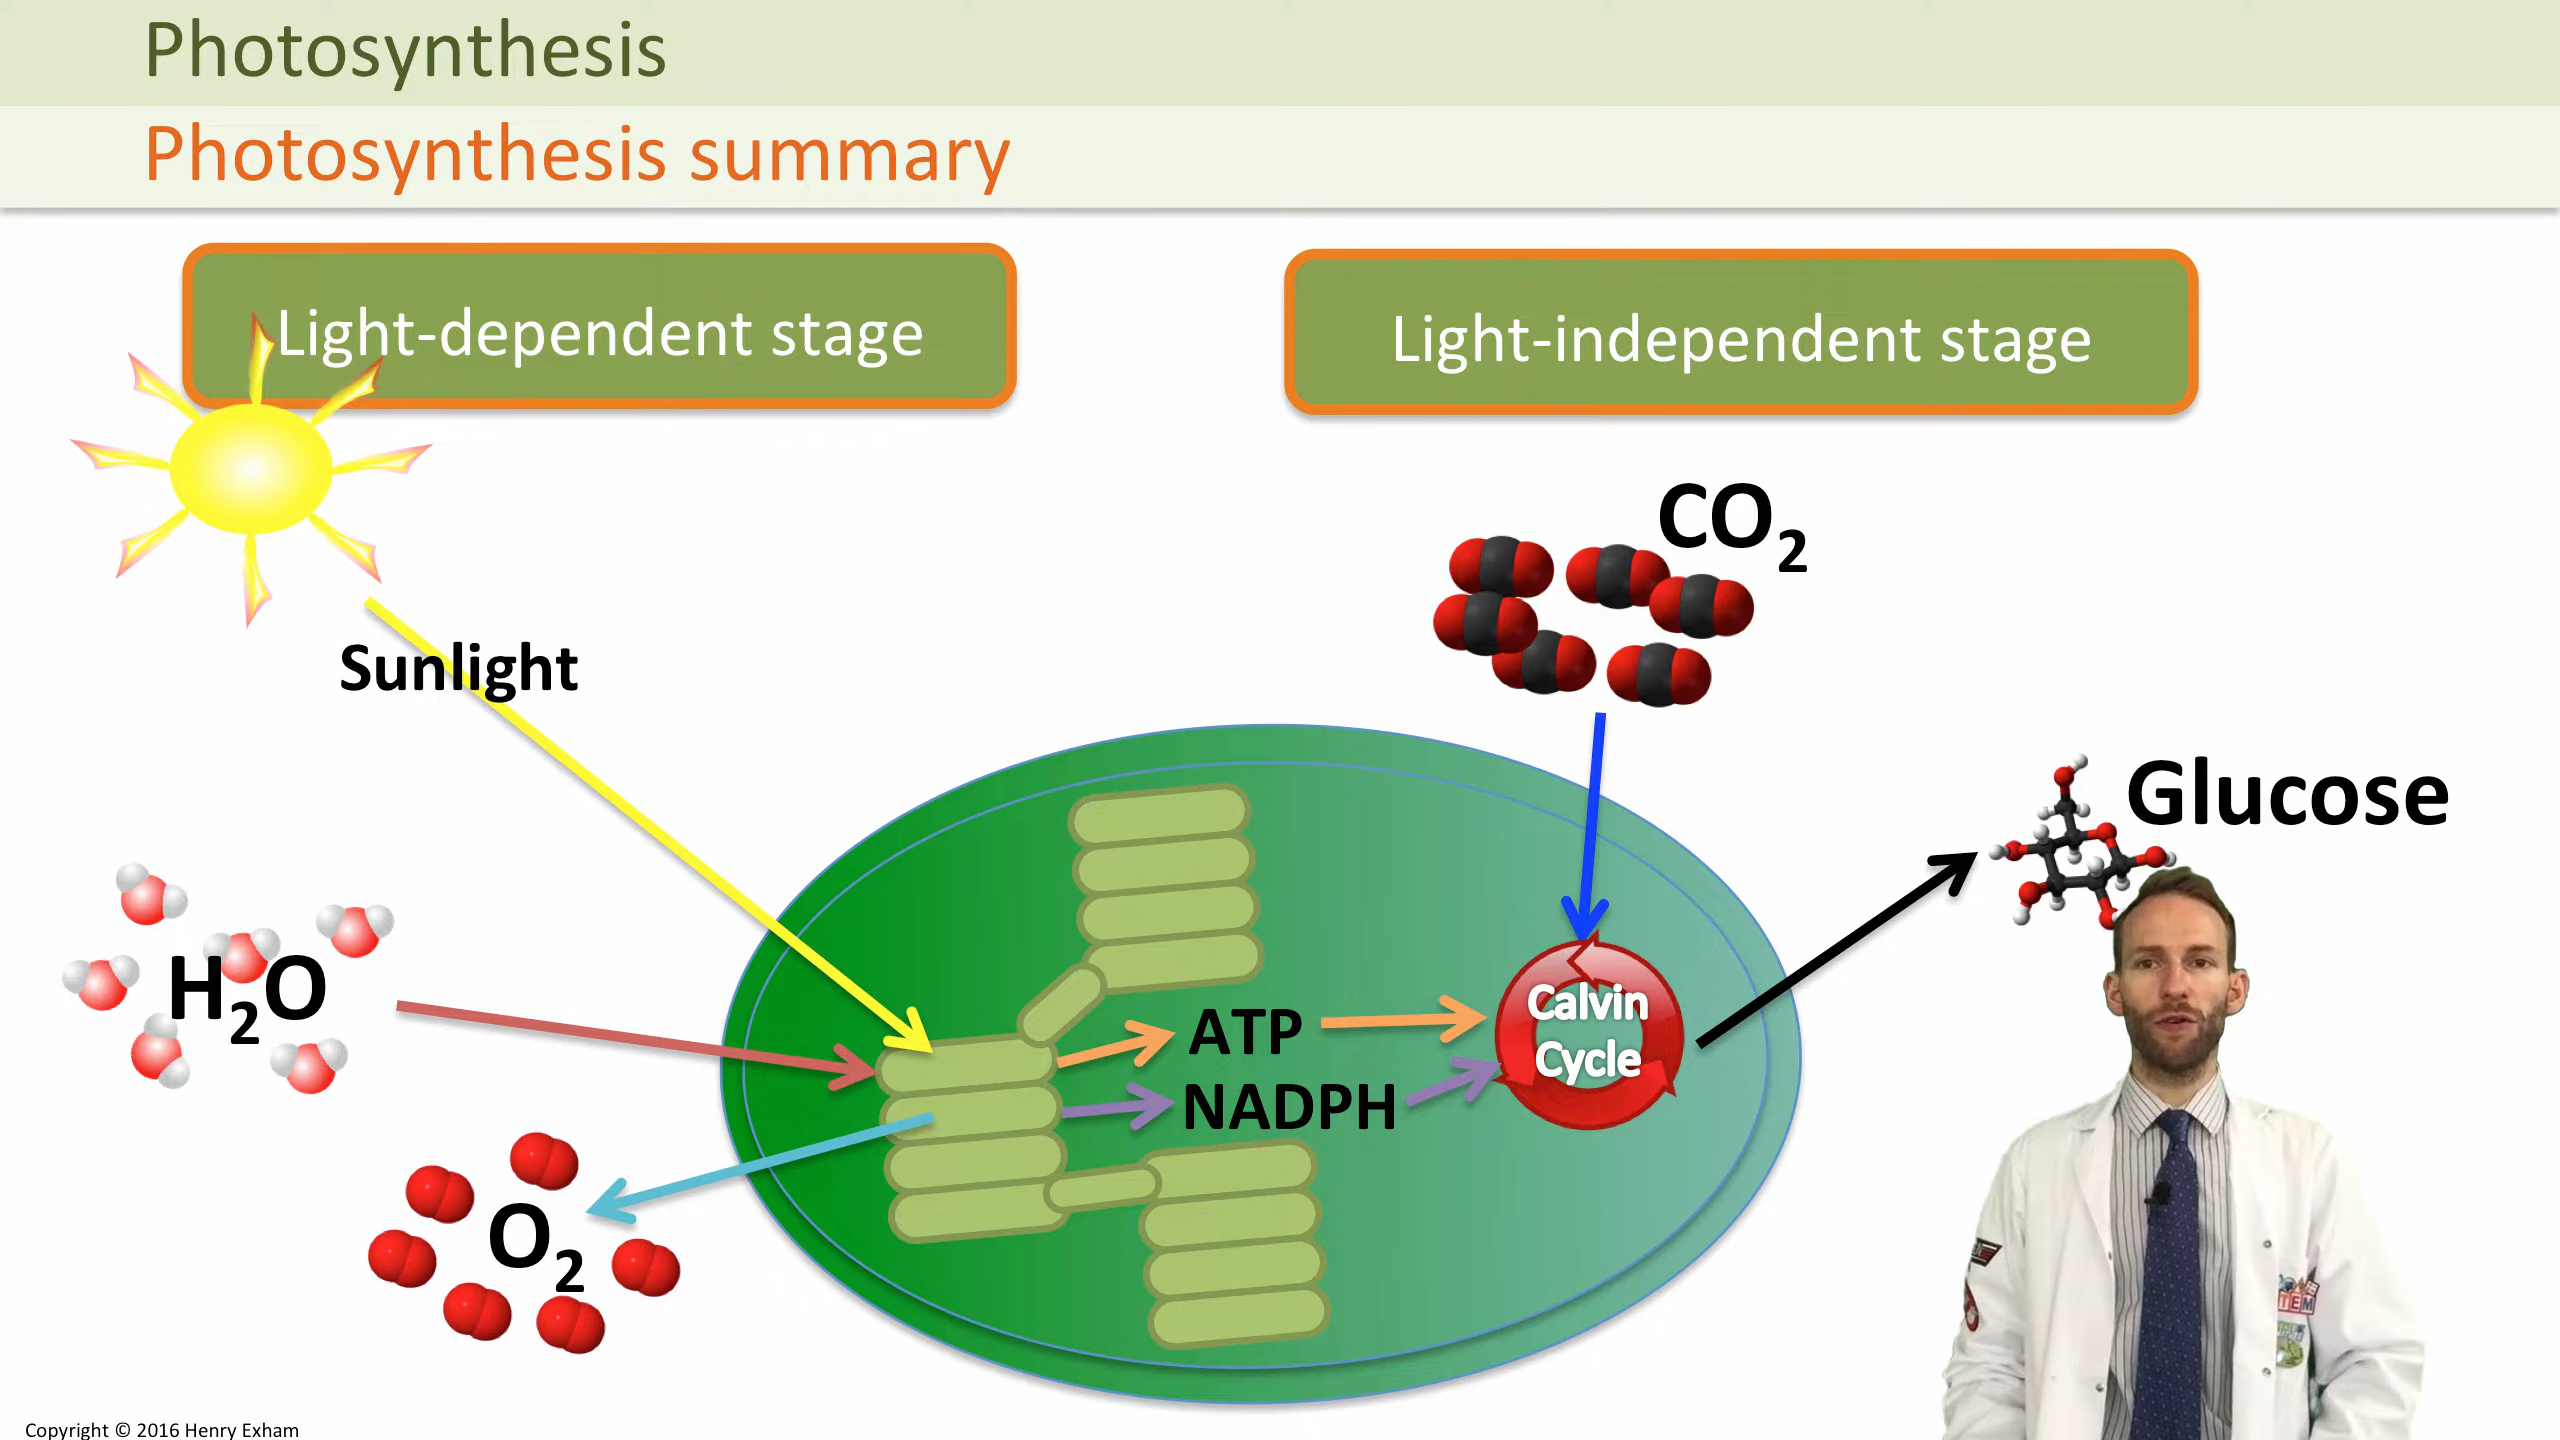 Photosynthesis
Photosynthesis summary
Light-dependent stage
Light-independent stage
CO₂
Sunlight
Glucose
H₂O
ATP
Calvin
Cycle
NADPH
O₂
TEM
Copyright © 2016 Henry Exham